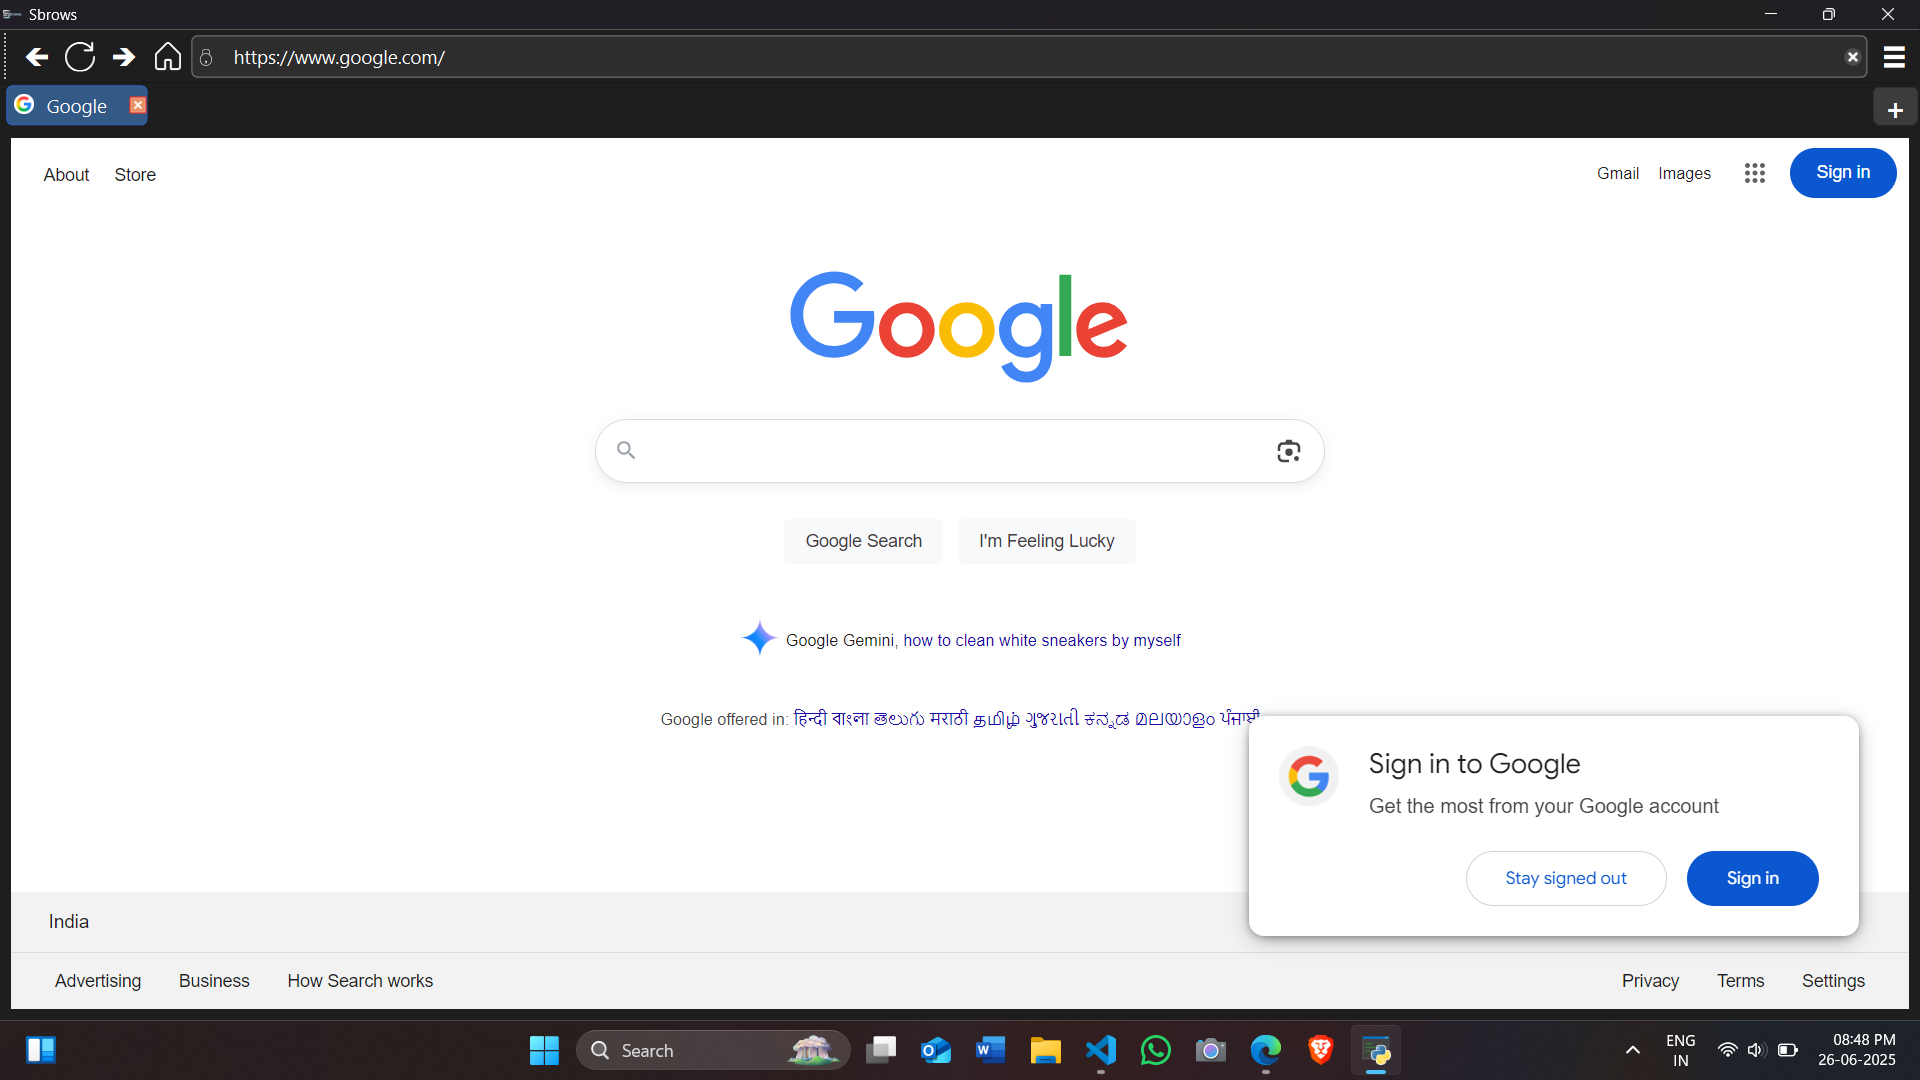 Sbrows
https://www.google.com/
Google
+
About Store
Gmail Images Sign in
Google
Google Search I'm Feeling Lucky
Google Gemini, how to clean white sneakers by myself
Google offered in: हिन्दी বাংলা తెలుగు मराठी தமிழ் ગુજરાતી ಕನ್ನಡ മലയാളം ਪੰਜਾਬੀ
Sign in to Google
Get the most from your Google account
Stay signed out Sign in
India
Advertising Business How Search works
Privacy Terms Settings
Search
ENG
IN
08:48 PM
26-06-2025